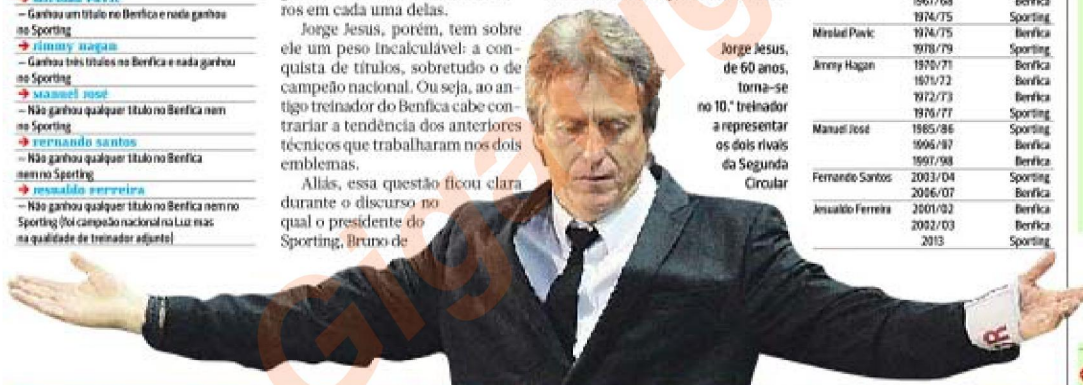 – Ganhou um título no Benfica e nada ganhou
no Sporting
→ Jimmy Hagan
– Ganhou três títulos no Benfica e nada ganhou
no Sporting
→ Manuel José
– Não ganhou qualquer título no Benfica nem
no Sporting
→ Fernando Santos
– Não ganhou qualquer título no Benfica
nem no Sporting
→ Jesualdo Ferreira
– Não ganhou qualquer título no Benfica nem no
Sporting (foi campeão nacional na Luz mas
na qualidade de treinador adjunto)
ros em cada uma delas.
Jorge Jesus, porém, tem sobre
ele um peso incalculável: a con-
quista de títulos, sobretudo o de
campeão nacional. Ou seja, ao an-
tigo treinador do Benfica cabe con-
trariar a tendência dos anteriores
técnicos que trabalharam nos dois
emblemas.
Aliás, essa questão ficou clara
durante o discurso no
qual o presidente do
Sporting, Bruno de
Jorge Jesus,
de 60 anos,
torna-se
no 10.º treinador
a representar
os dois rivais
da Segunda
Circular
1967/68 Benfica
1974/75 Sporting
Milorad Pavic 1974/75 Benfica
1978/79 Sporting
Jimmy Hagan 1970/71 Benfica
1971/72 Benfica
1972/73 Benfica
1976/77 Sporting
Manuel José 1985/86 Sporting
1996/97 Benfica
1997/98 Benfica
Fernando Santos 2003/04 Sporting
2006/07 Benfica
Jesualdo Ferreira 2001/02 Benfica
2002/03 Benfica
2013 Sporting